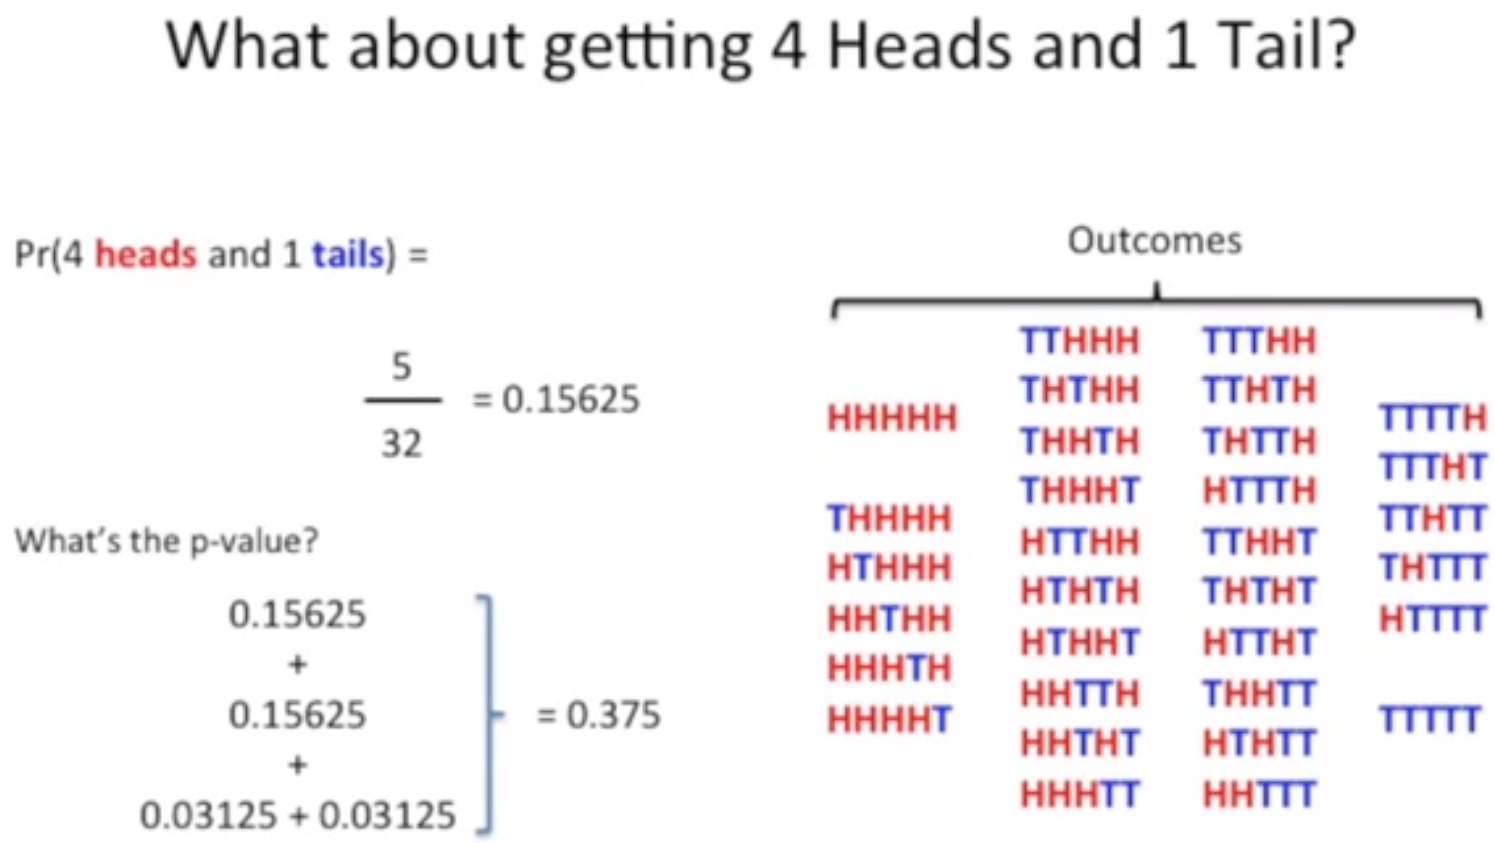 What about getting 4 Heads and 1 Tail?
Pr(4 heads and 1 tails) =
5
32
= 0.15625
What's the p-value?
0.15625
+
0.15625
+
0.03125 + 0.03125
= 0.375
Outcomes
HHHHH
THHHH
HTHHH
HHTHH
HHHTH
HHHHT
TTHHH
THTHH
THHTH
THHHT
HTTHH
HTHTH
HTHHT
HHTTH
HHTHT
HHHTT
TTTHH
TTHTH
THTTH
HTTTH
TTHHT
THTHT
HTTHT
THHTT
HTHTT
HHTTT
TTTTH
TTTHT
TTHTT
THTTT
HTTTT
TTTTT